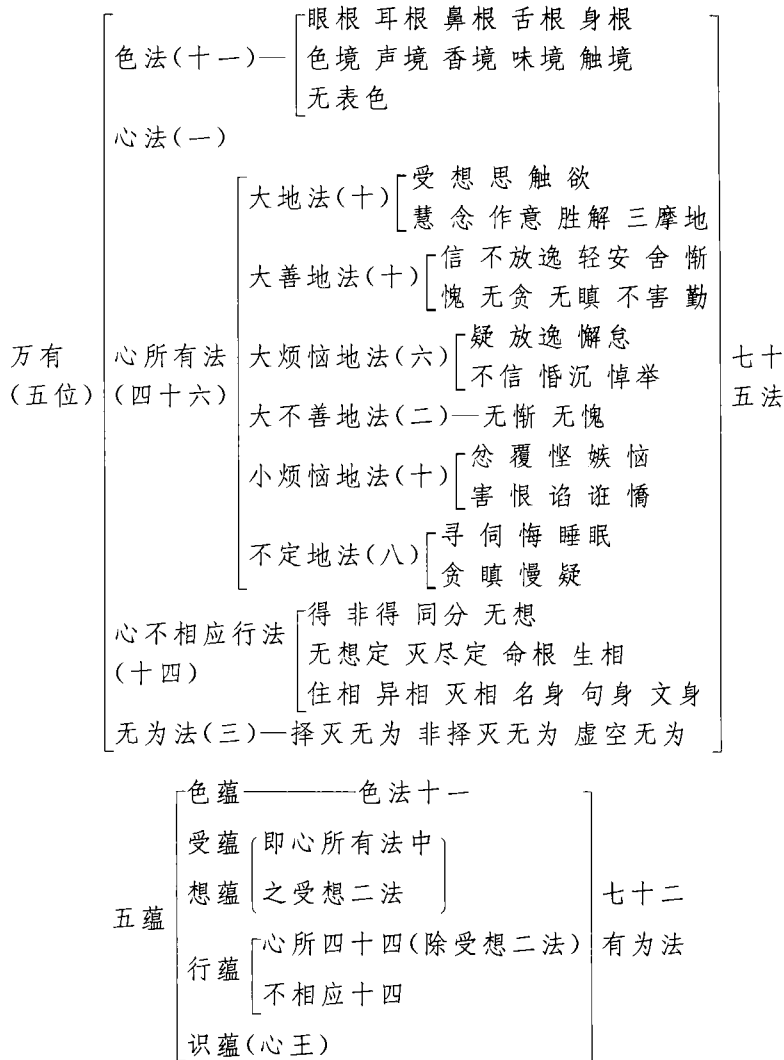 眼根 耳根 鼻根 舌根 身根
色法(十一)—色境 声境 香境 味境 触境
无表色
心法(一)
大地法(十)受 想 思 触 欲
慧 念 作意 胜解 三摩地
大善地法(十)信 不放逸 轻安 舍 惭
愧 无贪 无瞋 不害 勤
万有
(五位)
心所有法
(四十六)
大烦恼地法(六)疑 放逸 懈怠
不信 惛沉 悼举
大不善地法(二)—无惭 无愧
小烦恼地法(十)忿 覆 悭 嫉 恼
害 恨 谄 诳 憍
不定地法(八)寻 伺 悔 睡眠
贪 瞋 慢 疑
心不相应行法
(十四)
得 非得 同分 无想
无想定 灭尽定 命根 生相
住相 异相 灭相 名身 句身 文身
无为法(三)—择灭无为 非择灭无为 虚空无为
七十
五法
五蕴
色蕴————色法十一
受蕴
想蕴
即心所有法中
之受想二法
行蕴
心所四十四(除受想二法)
不相应十四
识蕴(心王)
七十二
有为法